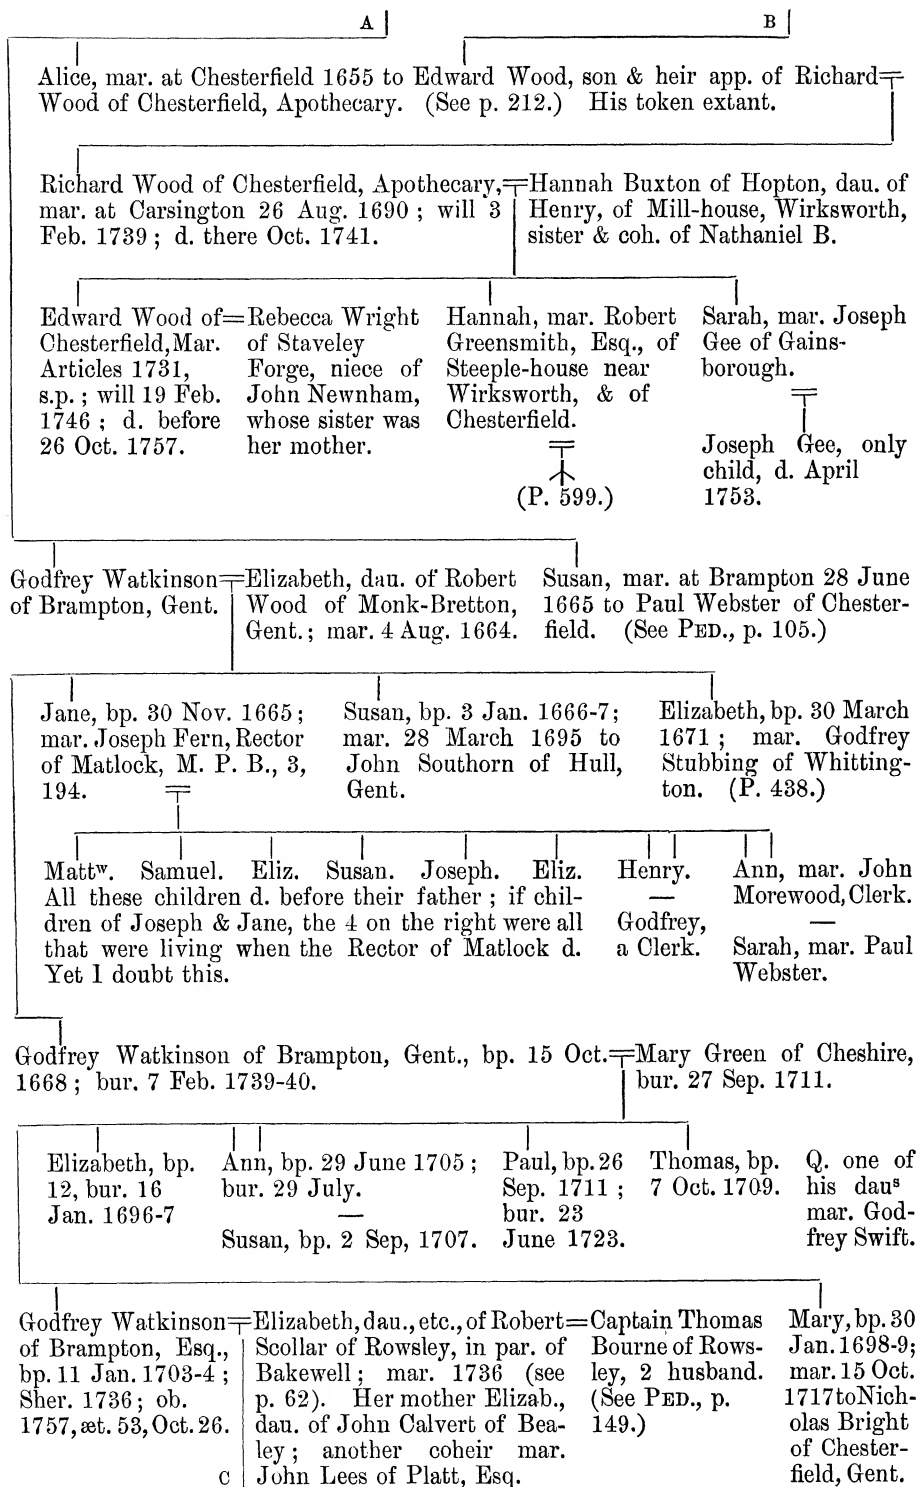 A B
Alice, mar. at Chesterfield 1655 to Edward Wood, son & heir app. of Richard
Wood of Chesterfield, Apothecary. (See p. 212.) His token extant.
Richard Wood of Chesterfield, Apothecary,
mar. at Carsington 26 Aug. 1690 ; will 3
Feb. 1739 ; d. there Oct. 1741.
Hannah Buxton of Hopton, dau. of
Henry, of Mill-house, Wirksworth,
sister & coh. of Nathaniel B.
Edward Wood of
Chesterfield, Mar.
Articles 1731,
s.p. ; will 19 Feb.
1746 ; d. before
26 Oct. 1757.
Rebecca Wright
of Staveley
Forge, niece of
John Newnham,
whose sister was
her mother.
Hannah, mar. Robert
Greensmith, Esq., of
Steeple-house near
Wirksworth, & of
Chesterfield.
(P. 599.)
Sarah, mar. Joseph
Gee of Gains-
borough.
Joseph Gee, only
child, d. April
1753.
Godfrey Watkinson
of Brampton, Gent.
Elizabeth, dau. of Robert
Wood of Monk-Bretton,
Gent.; mar. 4 Aug. 1664.
Susan, mar. at Brampton 28 June
1665 to Paul Webster of Chester-
field. (See PED., p. 105.)
Jane, bp. 30 Nov. 1665 ;
mar. Joseph Fern, Rector
of Matlock, M. P. B., 3,
194.
Susan, bp. 3 Jan. 1666-7;
mar. 28 March 1695 to
John Southorn of Hull,
Gent.
Elizabeth, bp. 30 March
1671 ; mar. Godfrey
Stubbing of Whitting-
ton. (P. 438.)
Mattw. Samuel. Eliz. Susan. Joseph. Eliz.
All these children d. before their father ; if chil-
dren of Joseph & Jane, the 4 on the right were all
that were living when the Rector of Matlock d.
Yet I doubt this.
Henry.
—
Godfrey,
a Clerk.
Ann, mar. John
Morewood, Clerk.
—
Sarah, mar. Paul
Webster.
Godfrey Watkinson of Brampton, Gent., bp. 15 Oct.
1668 ; bur. 7 Feb. 1739-40.
Mary Green of Cheshire,
bur. 27 Sep. 1711.
Elizabeth, bp.
12, bur. 16
Jan. 1696-7
Ann, bp. 29 June 1705 ;
bur. 29 July.
—
Susan, bp. 2 Sep, 1707.
Paul, bp. 26
Sep. 1711 ;
bur. 23
June 1723.
Thomas, bp.
7 Oct. 1709.
Q. one of
his daus
mar. God-
frey Swift.
Godfrey Watkinson
of Brampton, Esq.,
bp. 11 Jan. 1703-4 ;
Sher. 1736 ; ob.
1757, æt. 53, Oct. 26.
C
Elizabeth, dau., etc., of Robert
Scollar of Rowsley, in par. of
Bakewell ; mar. 1736 (see
p. 62). Her mother Elizab.,
dau. of John Calvert of Bea-
ley ; another coheir mar.
John Lees of Platt, Esq.
Captain Thomas
Bourne of Rows-
ley, 2 husband.
(See PED., p.
149.)
Mary, bp. 30
Jan. 1698-9;
mar. 15 Oct.
1717 to Nich-
olas Bright
of Chester-
field, Gent.